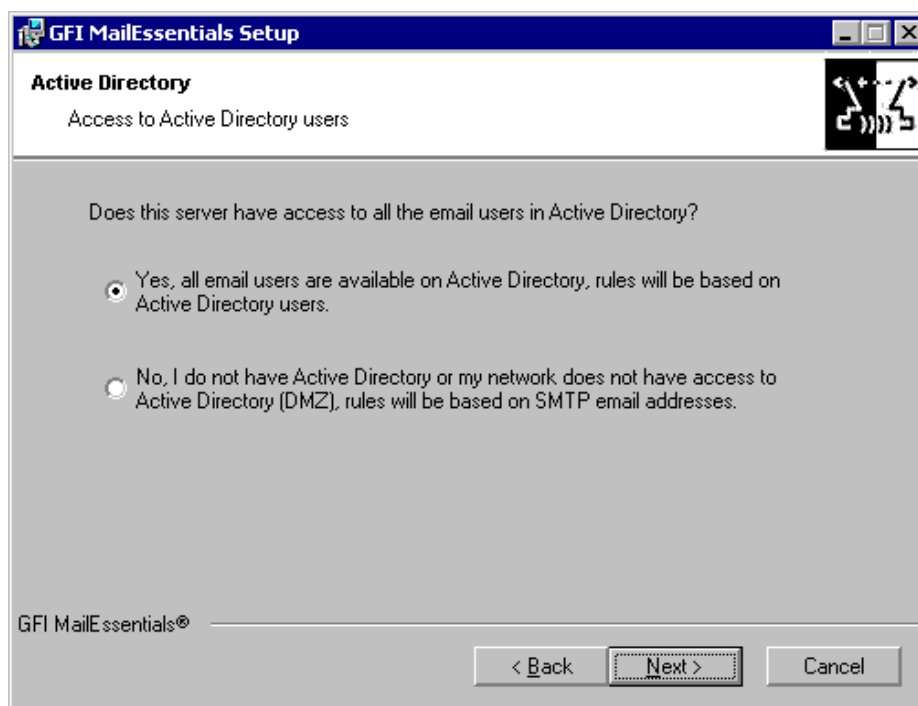 GFI MailEssentials Setup
Active Directory
Access to Active Directory users
Does this server have access to all the email users in Active Directory?
Yes, all email users are available on Active Directory, rules will be based on
Active Directory users.
No, I do not have Active Directory or my network does not have access to
Active Directory (DMZ), rules will be based on SMTP email addresses.
GFI MailEssentials®
< Back
Next >
Cancel